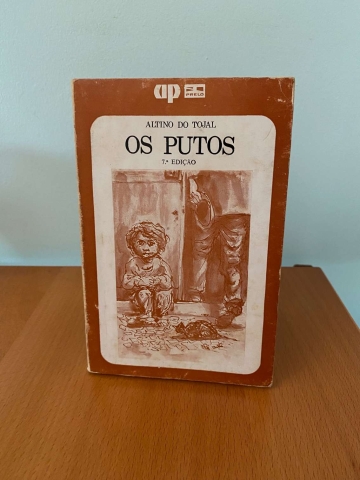 ap PRELO
ALTINO DO TOJAL
OS PUTOS
7.ª EDIÇÃO